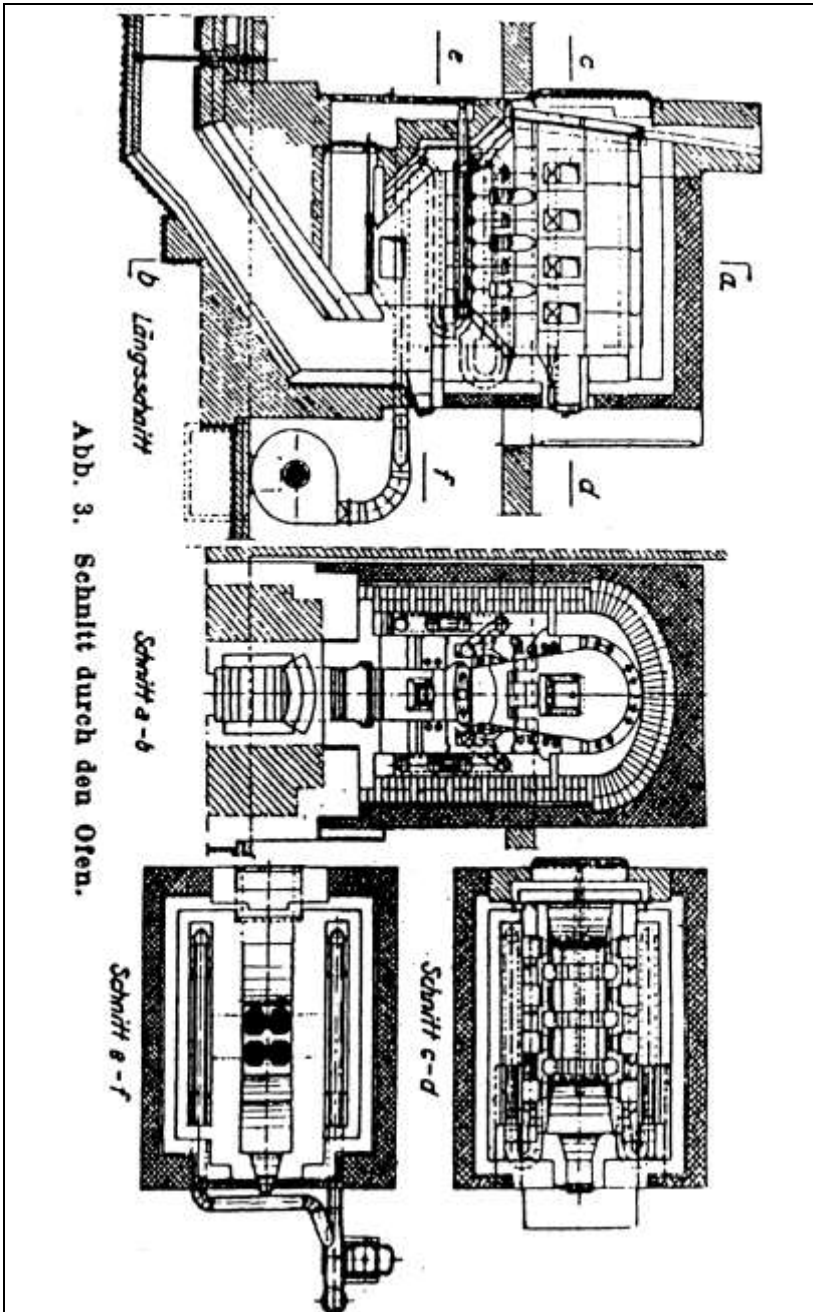 a
c d
e f
b Längsschnitt
Schnitt a-b
Schnitt c-d
Schnitt e-f
Abb. 3. Schnitt durch den Ofen.